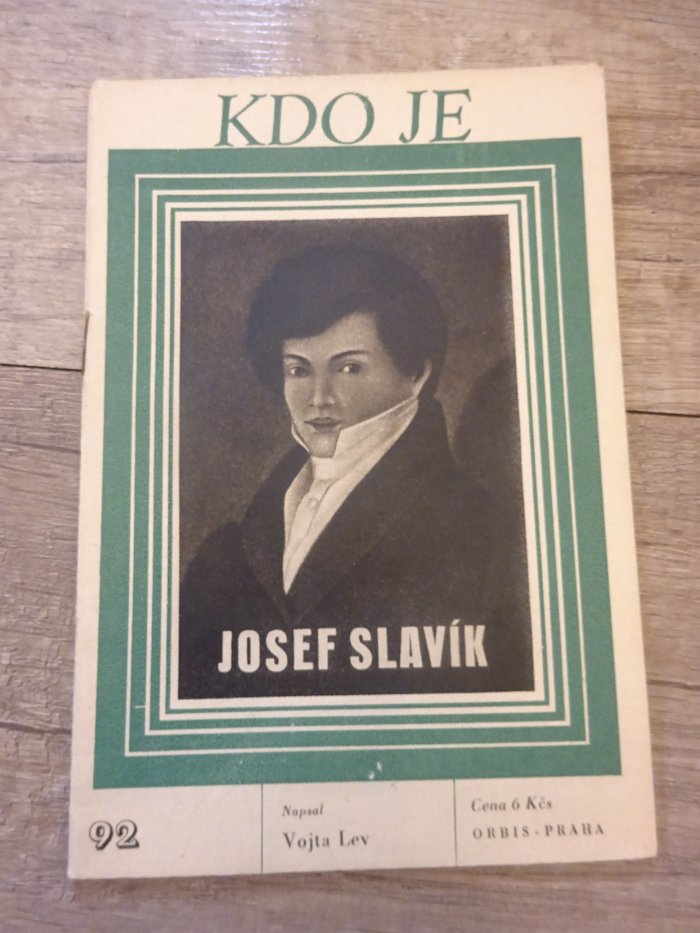 KDO JE
JOSEF SLAVÍK
92
Napsal
Vojta Lev
Cena 6 Kčs
ORBIS - PRAHA